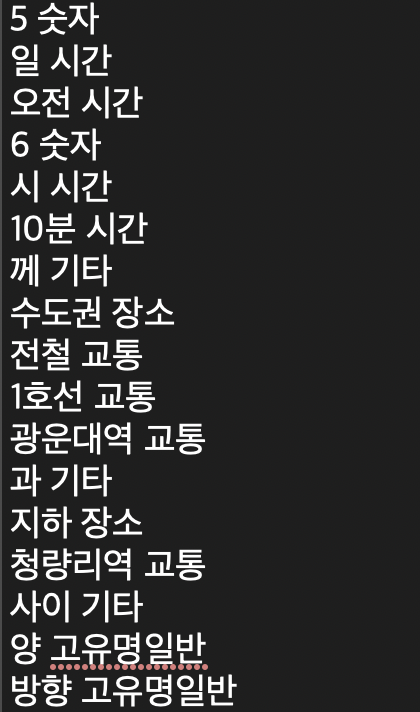 5 숫자
일 시간
오전 시간
6 숫자
시 시간
10분 시간
께 기타
수도권 장소
전철 교통
1호선 교통
광운대역 교통
과 기타
지하 장소
청량리역 교통
사이 기타
양 고유명일반
방향 고유명일반